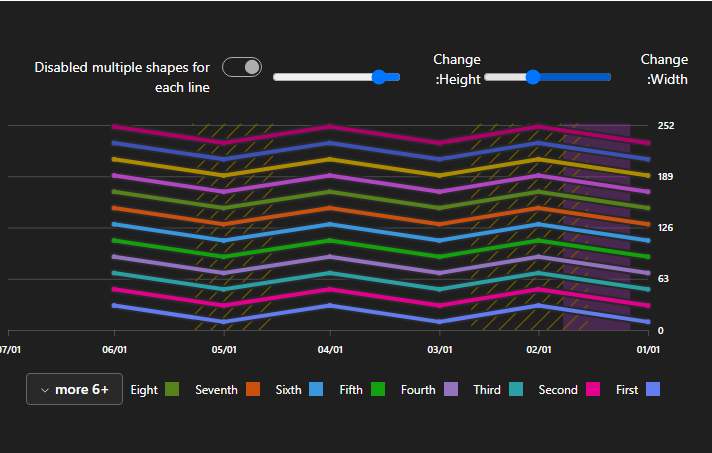 Change
Width:
Change
Height:
Disabled multiple shapes for
each line
252
189
126
63
0
01/01
02/01
03/01
04/01
05/01
06/01
07/01
First
Second
Third
Fourth
Fifth
Sixth
Seventh
Eight
more 6+